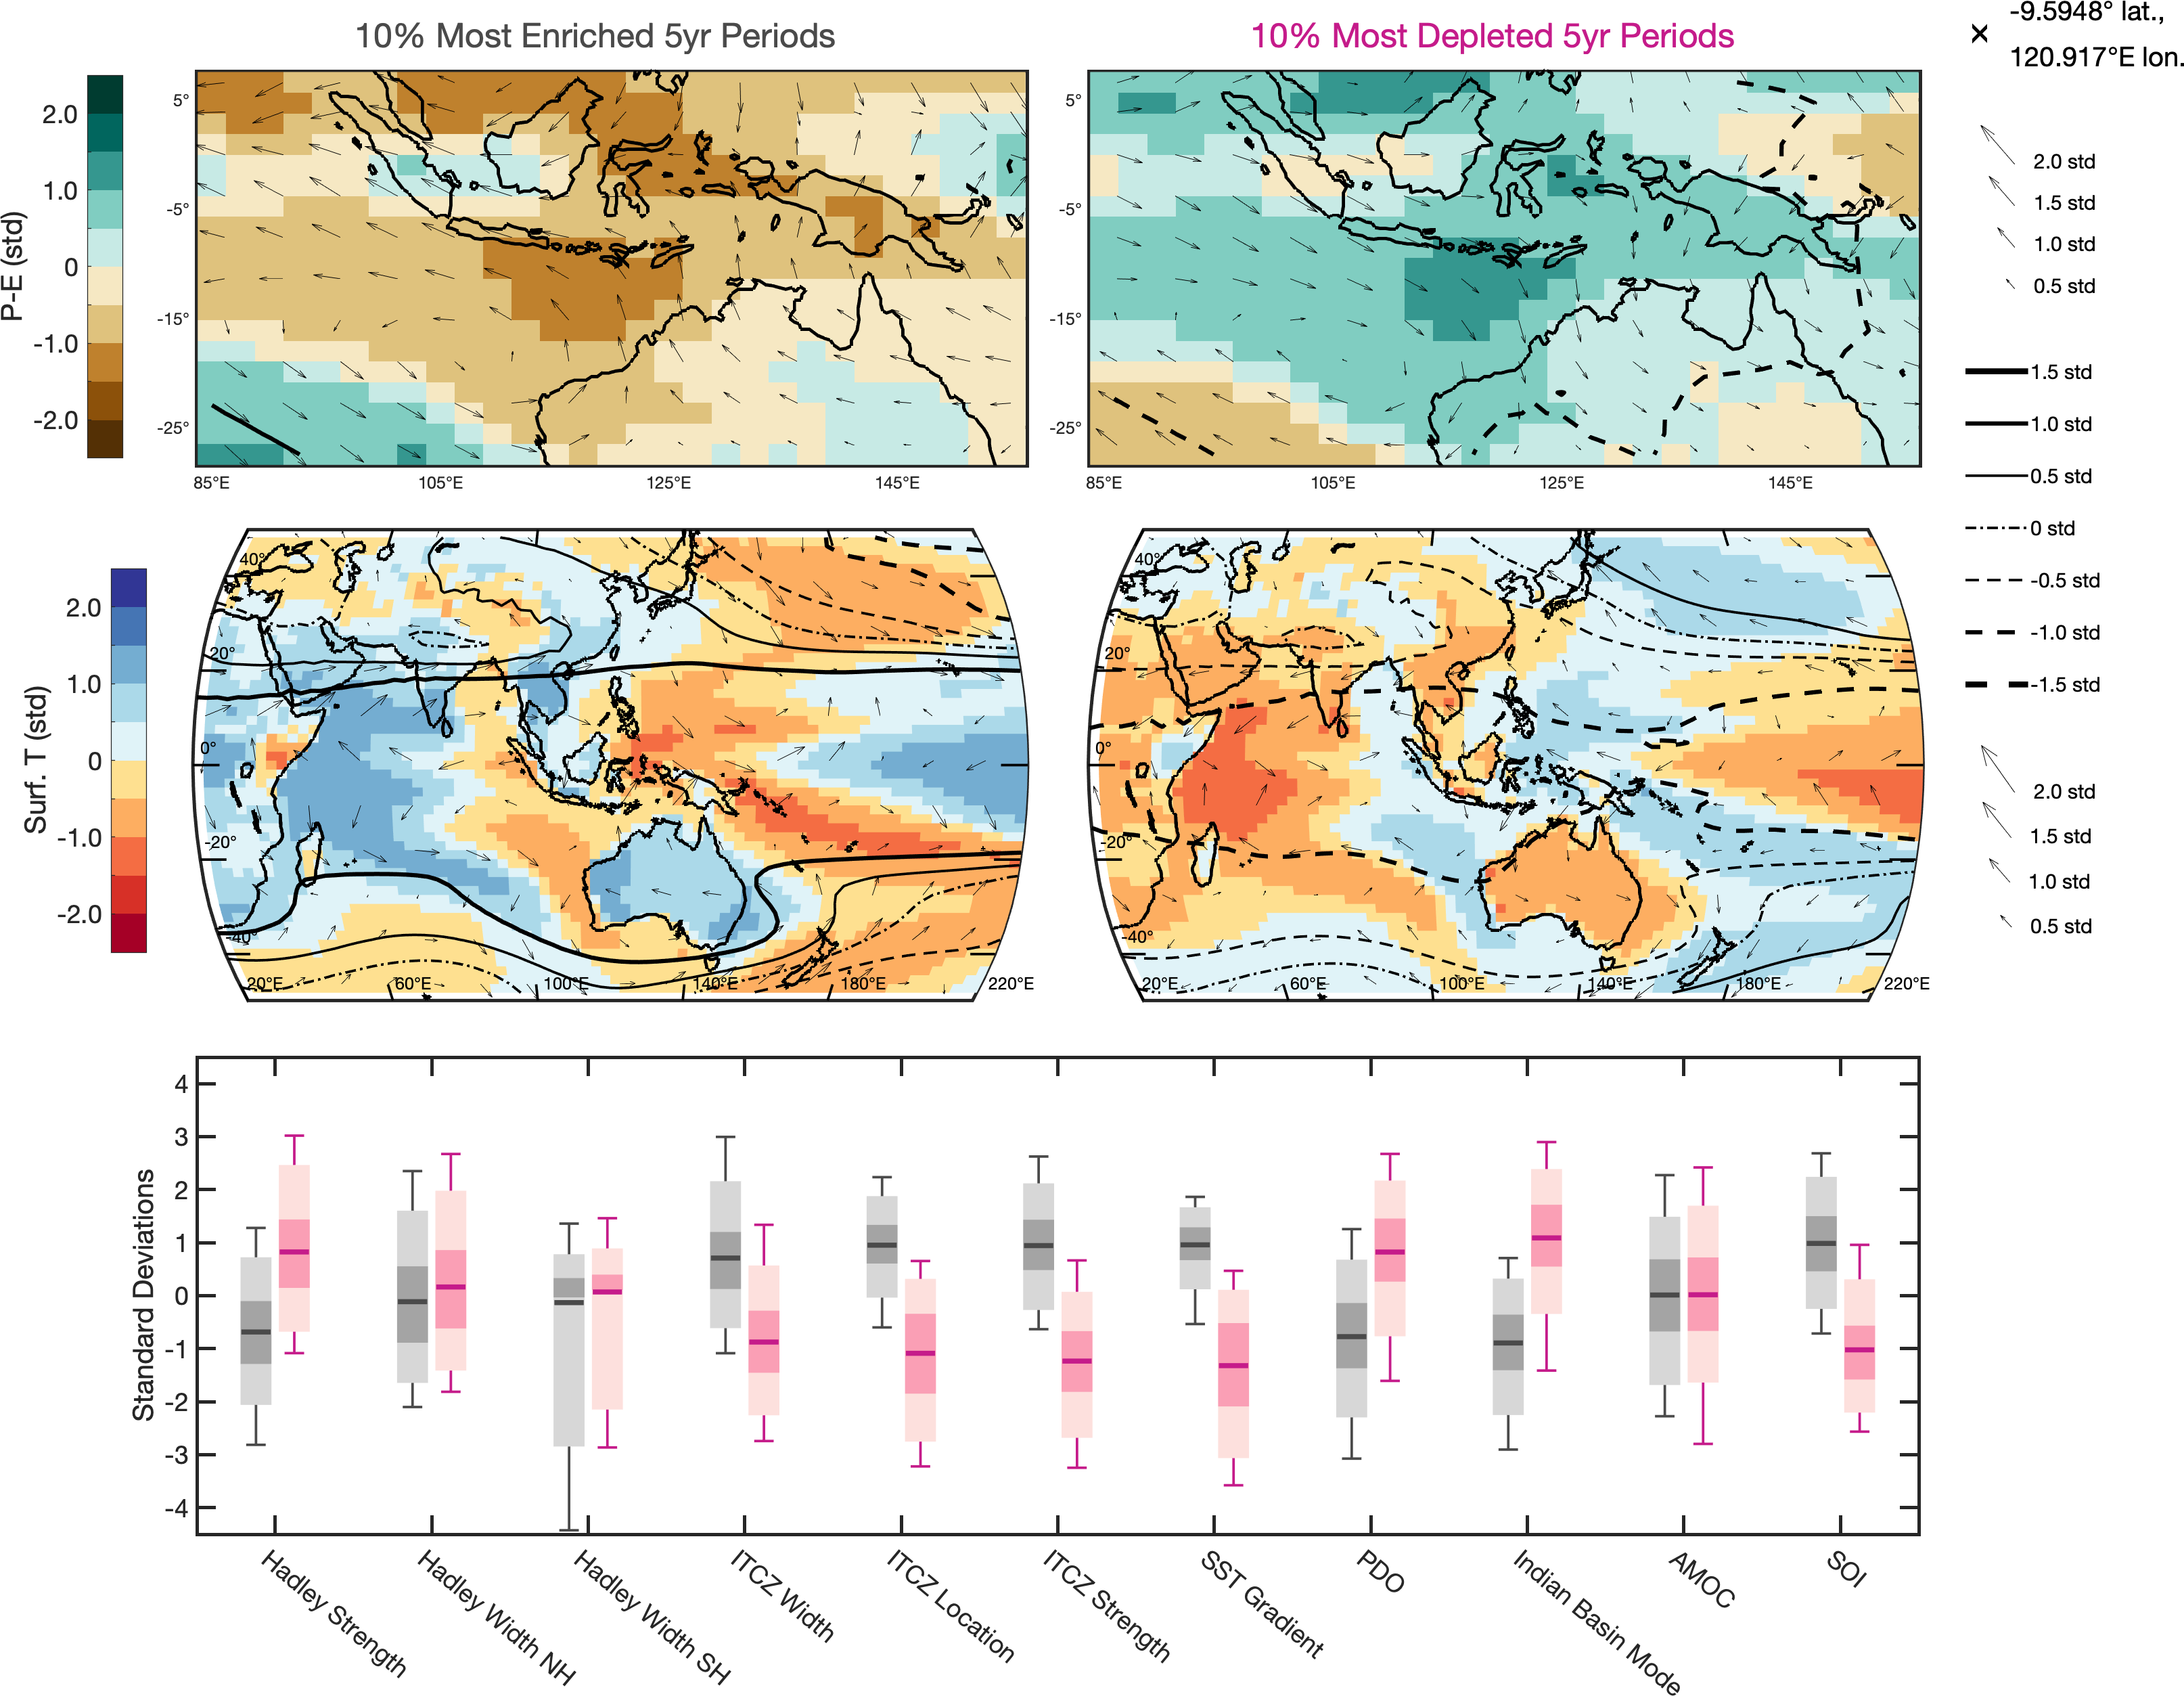 10% Most Enriched 5yr Periods
10% Most Depleted 5yr Periods
× -9.5948° lat.,
120.917°E lon.
P-E (std)
2.0
1.0
0
-1.0
-2.0
5°
-5°
-15°
-25°
85°E 105°E 125°E 145°E
5°
-5°
-15°
-25°
85°E 105°E 125°E 145°E
2.0 std
1.5 std
1.0 std
0.5 std
1.5 std
1.0 std
0.5 std
0 std
-0.5 std
-1.0 std
-1.5 std
2.0 std
1.5 std
1.0 std
0.5 std
Surf. T (std)
2.0
1.0
0
-1.0
-2.0
40°
20°
0°
-20°
-40°
20°E 60°E 100°E 140°E 180°E 220°E
40°
20°
0°
-20°
-40°
20°E 60°E 100°E 140°E 180°E 220°E
Standard Deviations
4
3
2
1
0
-1
-2
-3
-4
Hadley Strength
Hadley Width NH
Hadley Width SH
ITCZ Width
ITCZ Location
ITCZ Strength
SST Gradient
PDO
Indian Basin Mode
AMOC
SOI